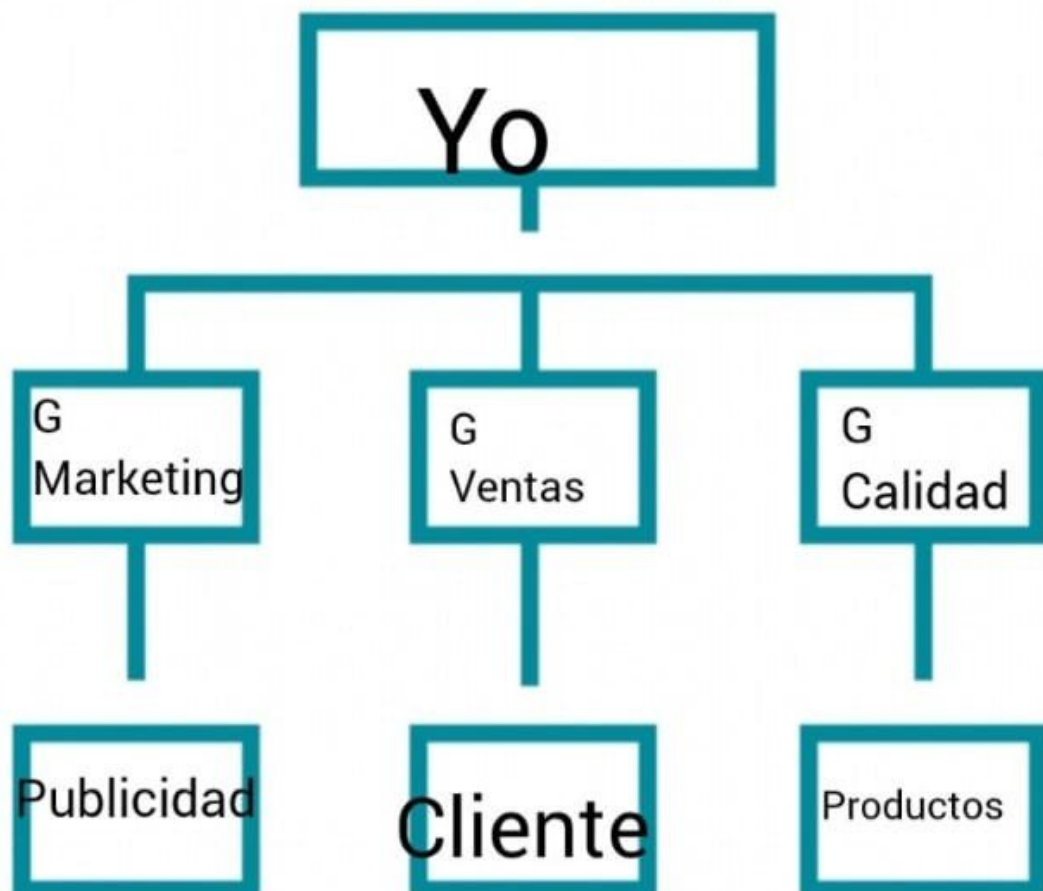 Yo
G
Marketing
G
Ventas
G
Calidad
Publicidad
Cliente
Productos